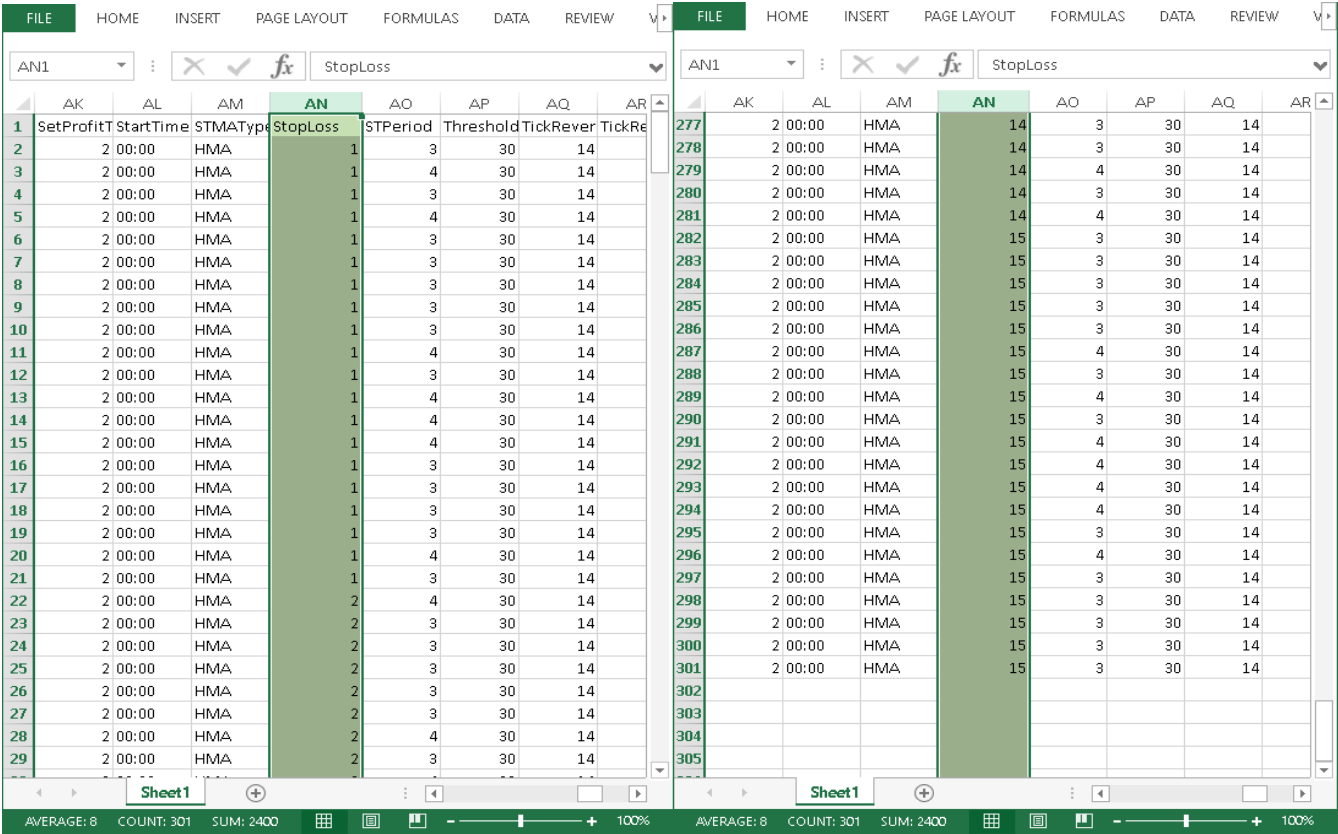 FILE HOME INSERT PAGE LAYOUT FORMULAS DATA REVIEW
AN1 fx StopLoss
AK AL AM AN AO AP AQ AR
1 SetProfitT StartTime STMAType StopLoss STPeriod Threshold TickRever TickRe
2 2 00:00 HMA 1 3 30 14
3 2 00:00 HMA 1 4 30 14
4 2 00:00 HMA 1 3 30 14
5 2 00:00 HMA 1 4 30 14
6 2 00:00 HMA 1 3 30 14
7 2 00:00 HMA 1 3 30 14
8 2 00:00 HMA 1 3 30 14
9 2 00:00 HMA 1 3 30 14
10 2 00:00 HMA 1 3 30 14
11 2 00:00 HMA 1 4 30 14
12 2 00:00 HMA 1 3 30 14
13 2 00:00 HMA 1 4 30 14
14 2 00:00 HMA 1 4 30 14
15 2 00:00 HMA 1 4 30 14
16 2 00:00 HMA 1 3 30 14
17 2 00:00 HMA 1 3 30 14
18 2 00:00 HMA 1 3 30 14
19 2 00:00 HMA 1 3 30 14
20 2 00:00 HMA 1 4 30 14
21 2 00:00 HMA 1 3 30 14
22 2 00:00 HMA 2 4 30 14
23 2 00:00 HMA 2 3 30 14
24 2 00:00 HMA 2 3 30 14
25 2 00:00 HMA 2 3 30 14
26 2 00:00 HMA 2 3 30 14
27 2 00:00 HMA 2 3 30 14
28 2 00:00 HMA 2 4 30 14
29 2 00:00 HMA 2 3 30 14
Sheet1
AVERAGE: 8 COUNT: 301 SUM: 2400 100%
FILE HOME INSERT PAGE LAYOUT FORMULAS DATA REVIEW
AN1 fx StopLoss
AK AL AM AN AO AP AQ AR
277 2 00:00 HMA 14 3 30 14
278 2 00:00 HMA 14 3 30 14
279 2 00:00 HMA 14 4 30 14
280 2 00:00 HMA 14 3 30 14
281 2 00:00 HMA 14 4 30 14
282 2 00:00 HMA 15 3 30 14
283 2 00:00 HMA 15 3 30 14
284 2 00:00 HMA 15 3 30 14
285 2 00:00 HMA 15 3 30 14
286 2 00:00 HMA 15 3 30 14
287 2 00:00 HMA 15 4 30 14
288 2 00:00 HMA 15 3 30 14
289 2 00:00 HMA 15 4 30 14
290 2 00:00 HMA 15 3 30 14
291 2 00:00 HMA 15 4 30 14
292 2 00:00 HMA 15 4 30 14
293 2 00:00 HMA 15 4 30 14
294 2 00:00 HMA 15 4 30 14
295 2 00:00 HMA 15 3 30 14
296 2 00:00 HMA 15 4 30 14
297 2 00:00 HMA 15 3 30 14
298 2 00:00 HMA 15 3 30 14
299 2 00:00 HMA 15 3 30 14
300 2 00:00 HMA 15 3 30 14
301 2 00:00 HMA 15 3 30 14
302
303
304
305
Sheet1
AVERAGE: 8 COUNT: 301 SUM: 2400 100%